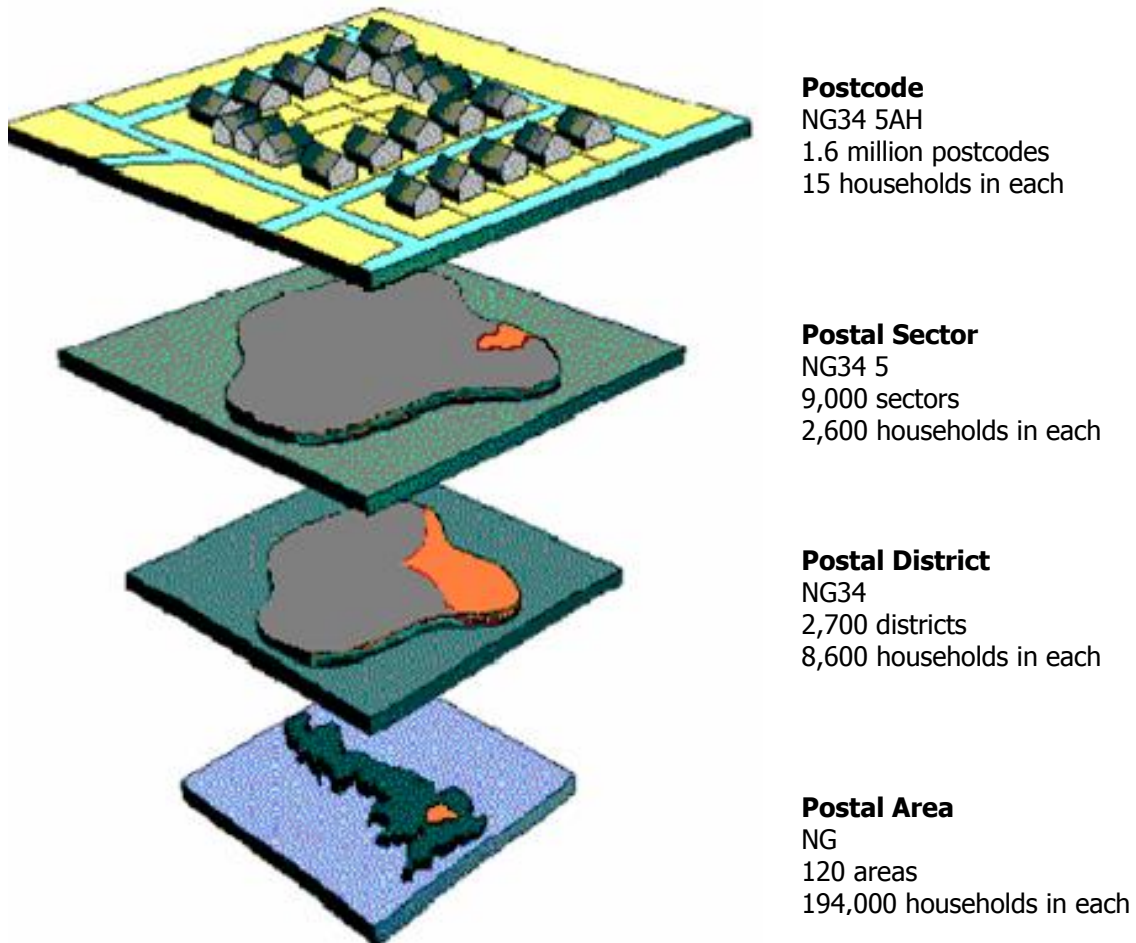 Postcode
NG34 5AH
1.6 million postcodes
15 households in each
Postal Sector
NG34 5
9,000 sectors
2,600 households in each
Postal District
NG34
2,700 districts
8,600 households in each
Postal Area
NG
120 areas
194,000 households in each